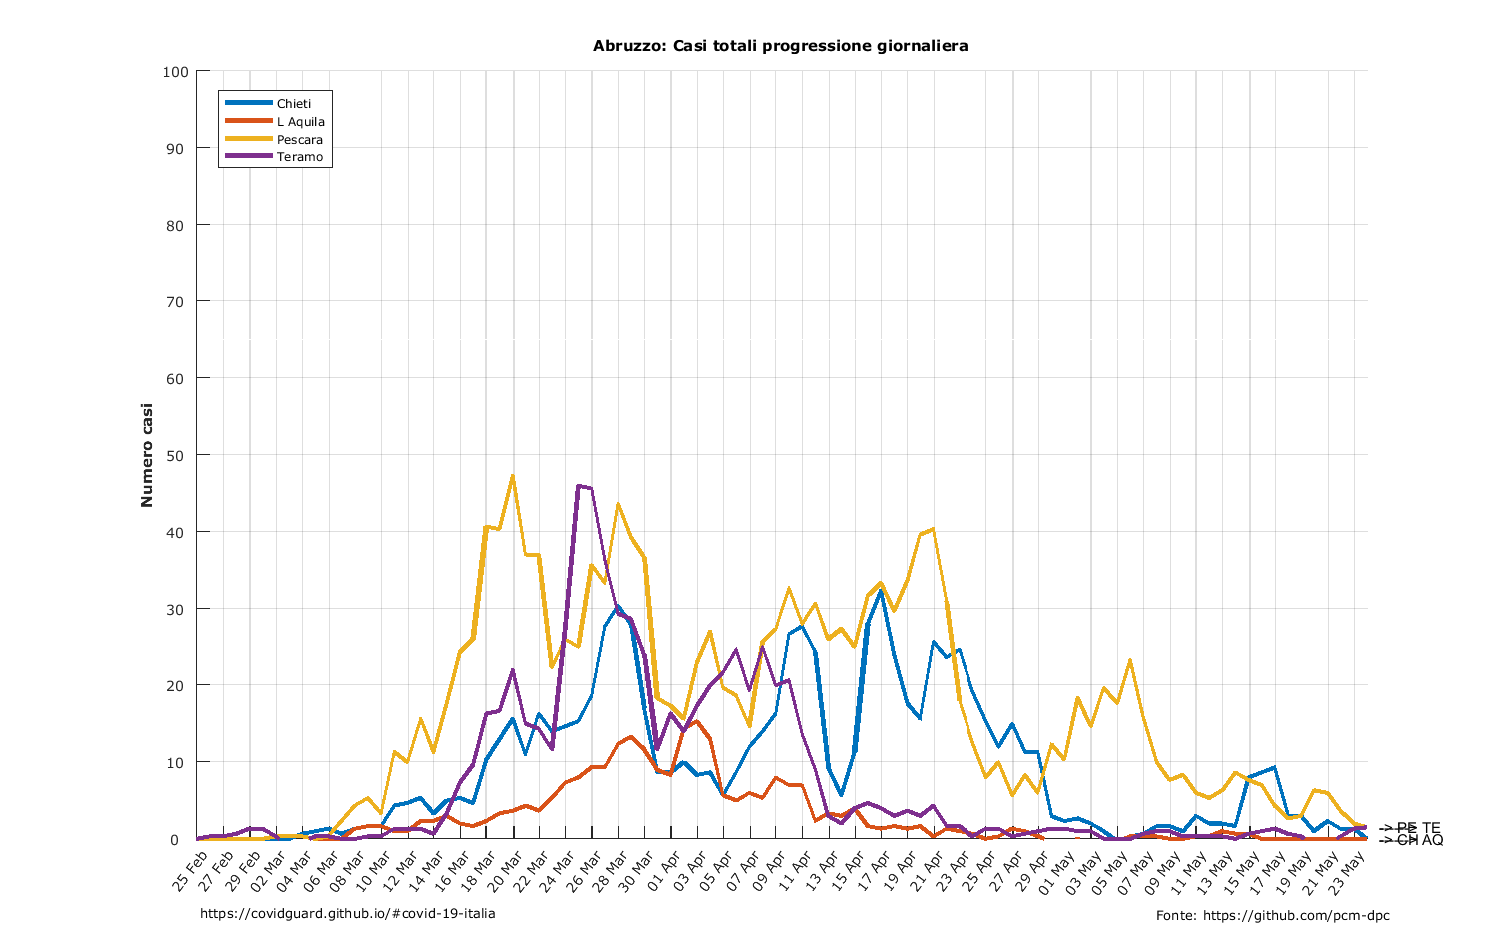 Abruzzo: Casi totali progressione giornaliera
Numero casi
100
90
80
70
60
50
40
30
20
10
0
Chieti
L Aquila
Pescara
Teramo
25 Feb
27 Feb
29 Feb
02 Mar
04 Mar
06 Mar
08 Mar
10 Mar
12 Mar
14 Mar
16 Mar
18 Mar
20 Mar
22 Mar
24 Mar
26 Mar
28 Mar
30 Mar
01 Apr
03 Apr
05 Apr
07 Apr
09 Apr
11 Apr
13 Apr
15 Apr
17 Apr
19 Apr
21 Apr
23 Apr
25 Apr
27 Apr
29 Apr
01 May
03 May
05 May
07 May
09 May
11 May
13 May
15 May
17 May
19 May
21 May
23 May
-> PE
-> TE
-> CH
-> AQ
https://covidguard.github.io/#covid-19-italia
Fonte: https://github.com/pcm-dpc